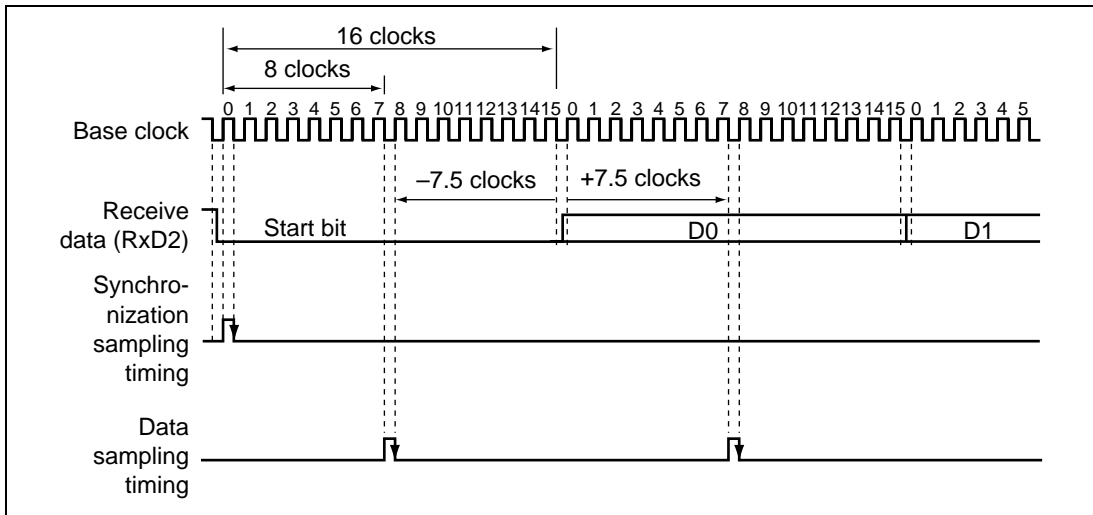 16 clocks
8 clocks
0 1 2 3 4 5 6 7 8 9 10 11 12 13 14 15 0 1 2 3 4 5 6 7 8 9 10 11 12 13 14 15 0 1 2 3 4 5
Base clock
–7.5 clocks +7.5 clocks
Receive
data (RxD2)
Start bit D0 D1
Synchro-
nization
sampling
timing
Data
sampling
timing